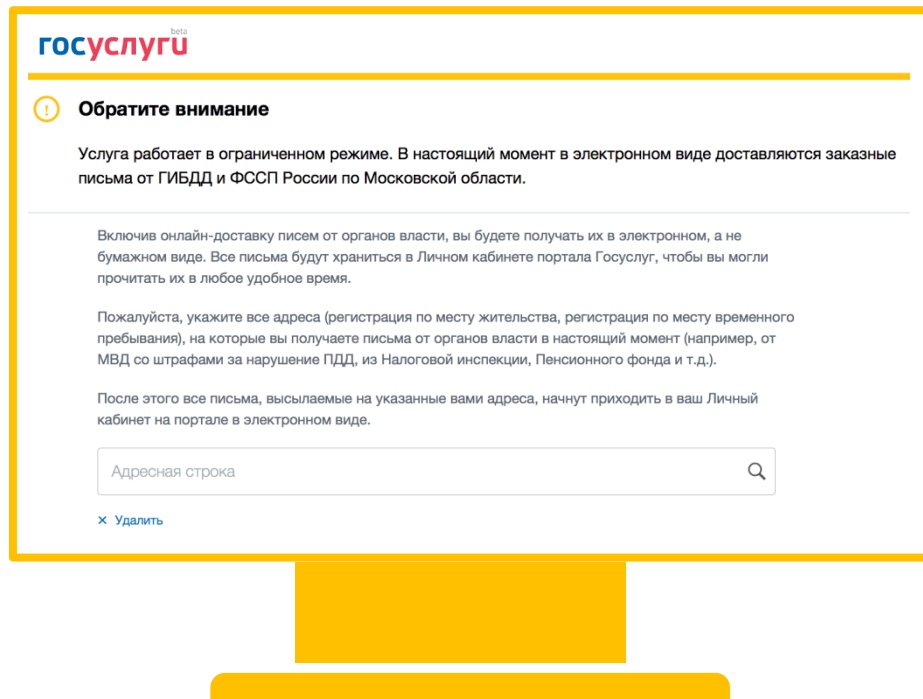 beta
госуслуги
Обратите внимание
Услуга работает в ограниченном режиме. В настоящий момент в электронном виде доставляются заказные
письма от ГИБДД и ФССП России по Московской области.
Включив онлайн-доставку писем от органов власти, вы будете получать их в электронном, а не
бумажном виде. Все письма будут храниться в Личном кабинете портала Госуслуг, чтобы вы могли
прочитать их в любое удобное время.
Пожалуйста, укажите все адреса (регистрация по месту жительства, регистрация по месту временного
пребывания), на которые вы получаете письма от органов власти в настоящий момент (например, от
МВД со штрафами за нарушение ПДД, из Налоговой инспекции, Пенсионного фонда и т.д.).
После этого все письма, высылаемые на указанные вами адреса, начнут приходить в ваш Личный
кабинет на портале в электронном виде.
Адресная строка
× Удалить